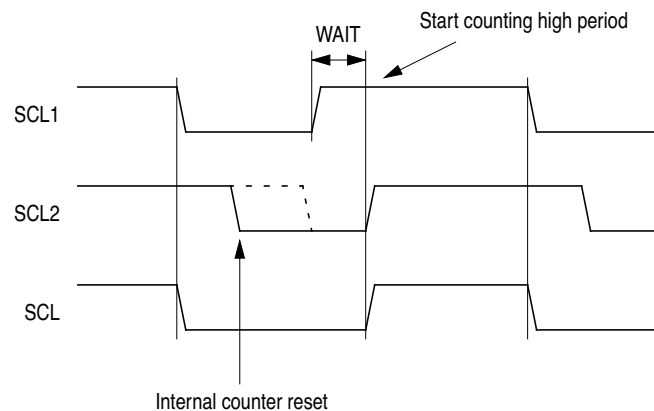 Start counting high period
WAIT
SCL1
SCL2
SCL
Internal counter reset